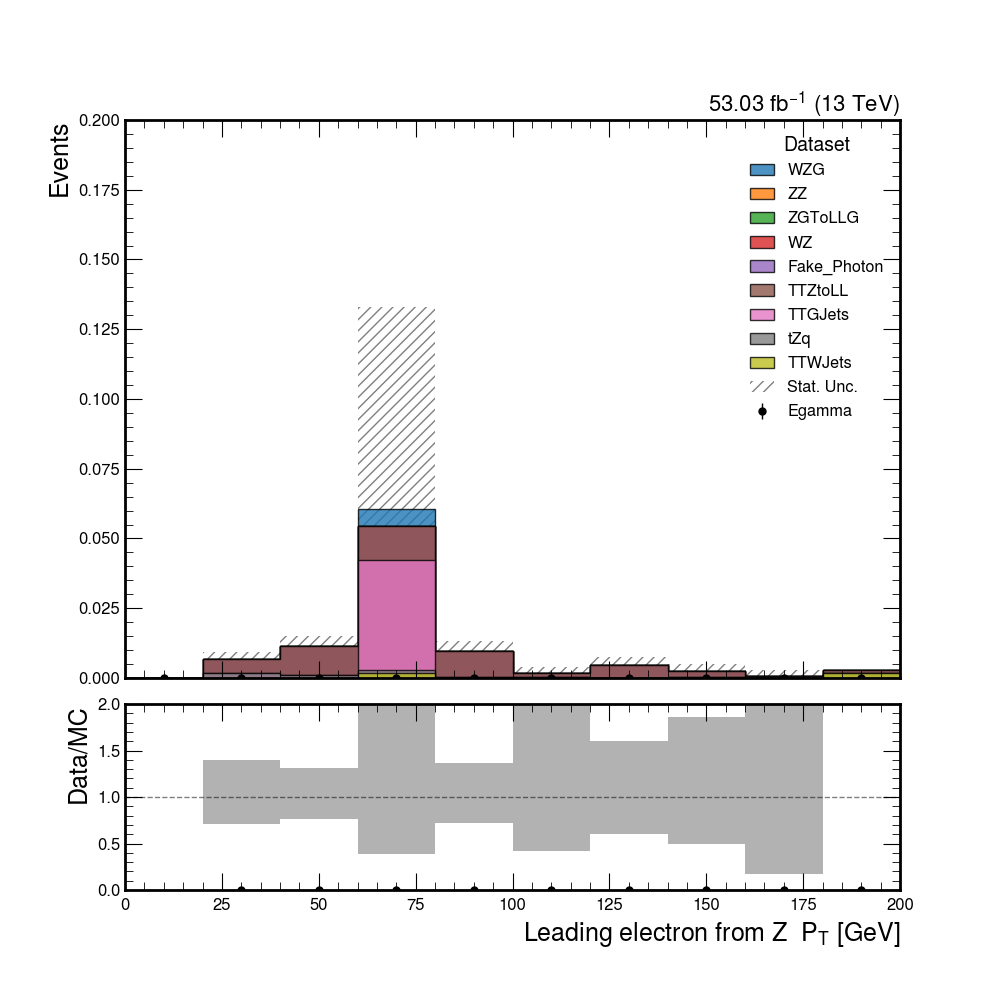 53.03 fb⁻¹ (13 TeV)
Events
0.200
0.175
0.150
0.125
0.100
0.075
0.050
0.025
0.000
Dataset
WZG
ZZ
ZGToLLG
WZ
Fake_Photon
TTZtoLL
TTGJets
tZq
TTWJets
Stat. Unc.
Egamma
Data/MC
2.0
1.5
1.0
0.5
0.0
0 25 50 75 100 125 150 175 200
Leading electron from Z P_T [GeV]